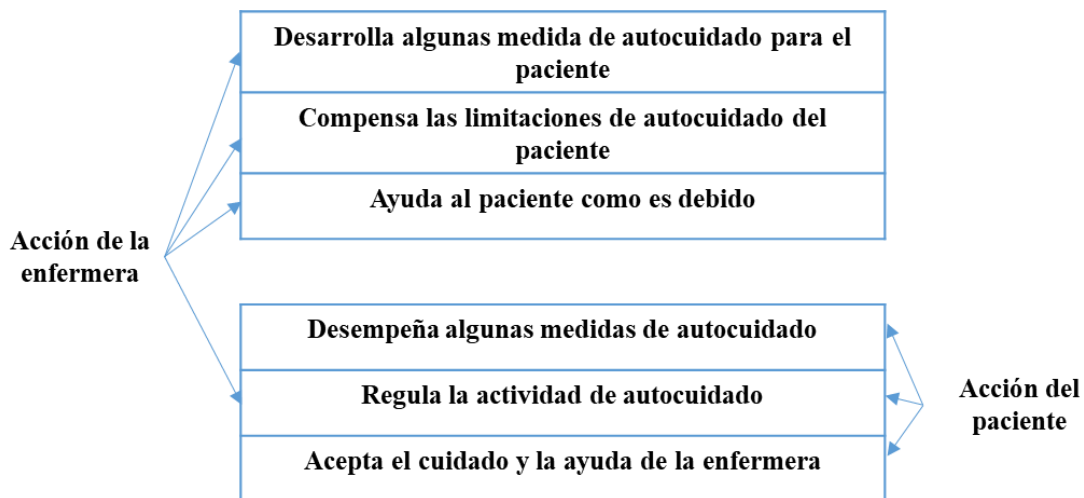 Desarrolla algunas medida de autocuidado para el
paciente
Compensa las limitaciones de autocuidado del
paciente
Ayuda al paciente como es debido
Acción de la
enfermera
Desempeña algunas medidas de autocuidado
Regula la actividad de autocuidado
Acepta el cuidado y la ayuda de la enfermera
Acción del
paciente